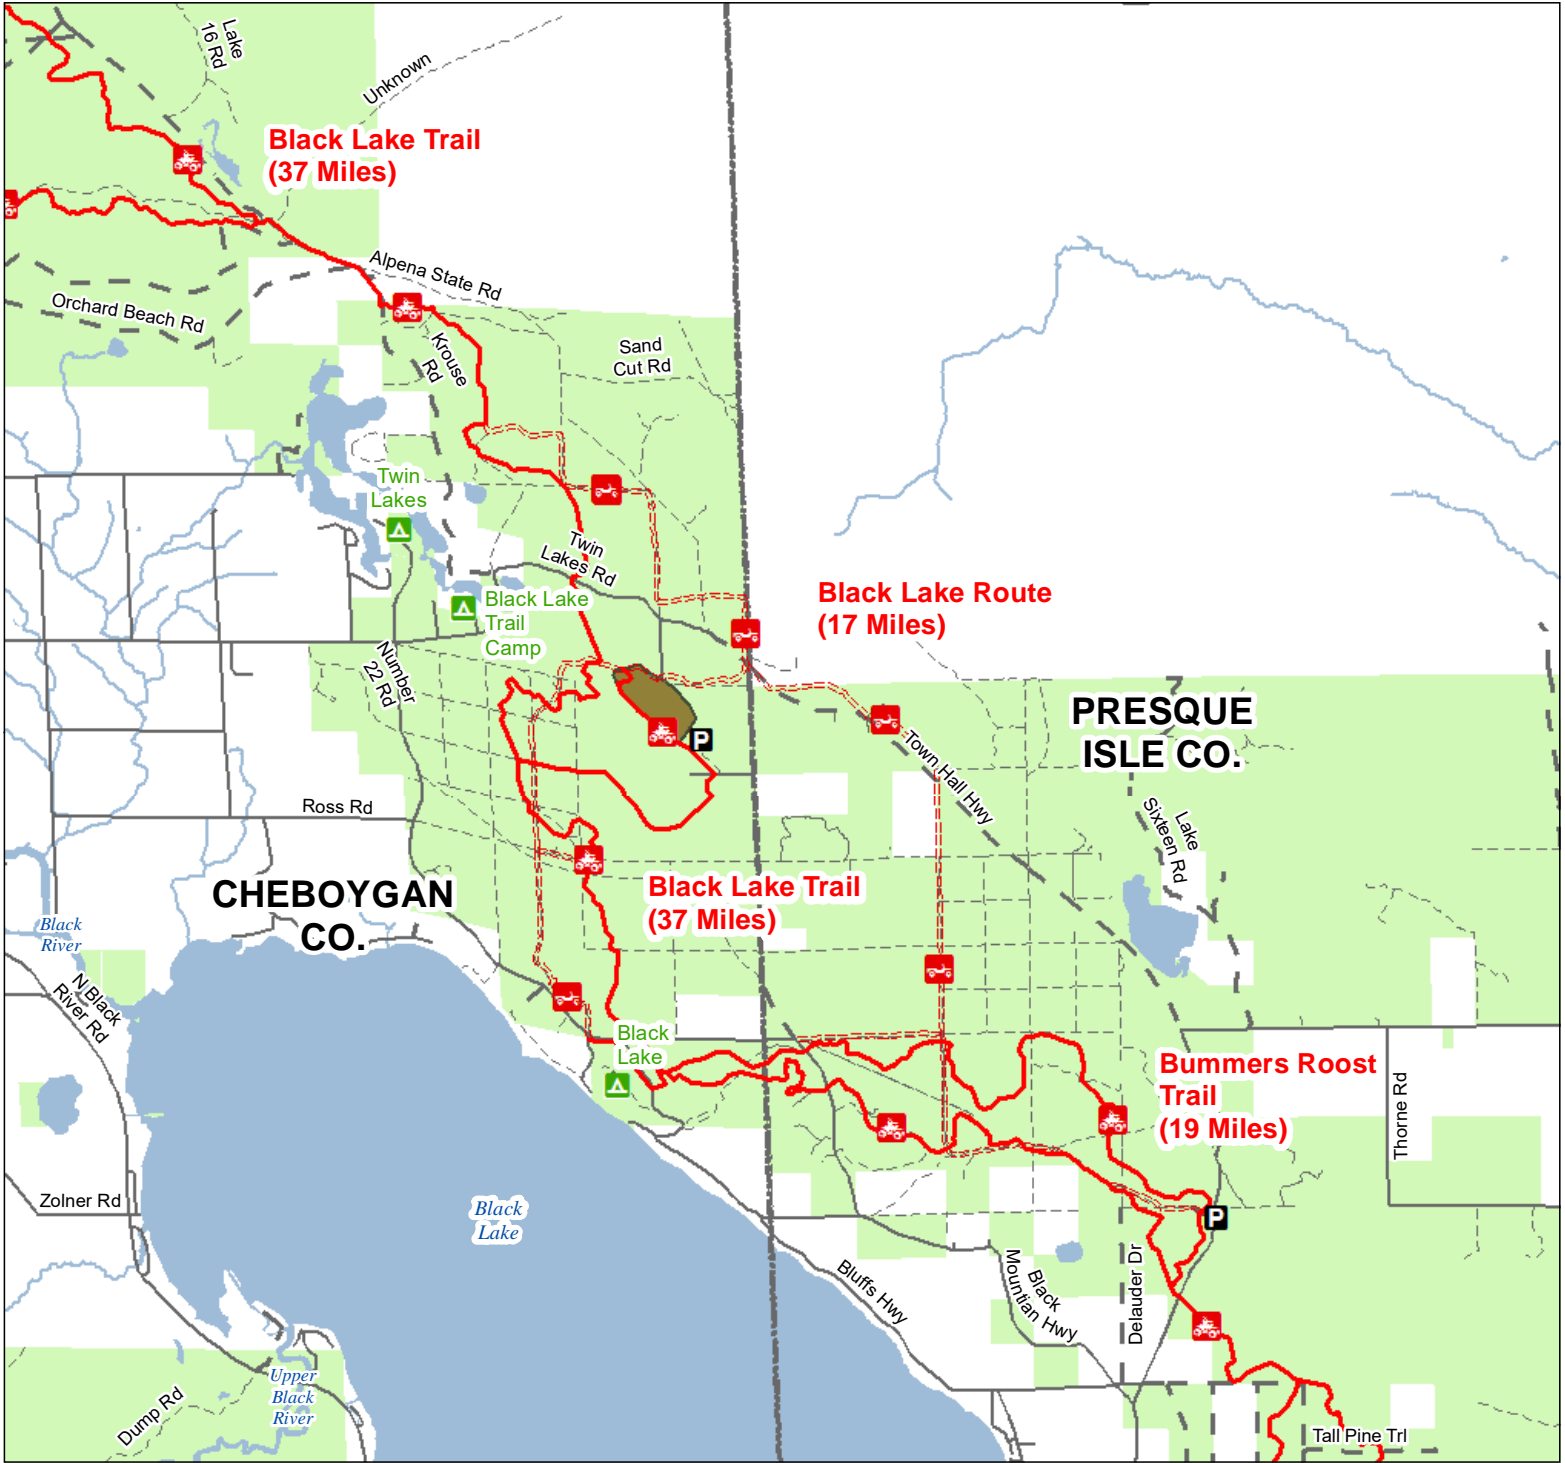 Lake
16 Rd
Unknown
Black Lake Trail
(37 Miles)
Alpena State Rd
Orchard Beach Rd
Krouse
Rd
Sand
Cut Rd
Twin
Lakes
Twin
Lakes Rd
Black Lake
Trail
Camp
Black Lake Route
(17 Miles)
Number
22 Rd
PRESQUE
ISLE CO.
P
Town Hall Hwy
Ross Rd
Lake
Sixteen Rd
CHEBOYGAN
CO.
Black Lake Trail
(37 Miles)
Black
River
N Black
River Rd
Black
Lake
Bummers Roost
Trail
(19 Miles)
Thorne Rd
Zolner Rd
Black
Lake
P
Bluffs Hwy
Black
Mountian Hwy
Delauder Dr
Upper
Black
River
Dump Rd
Tall Pine Trl